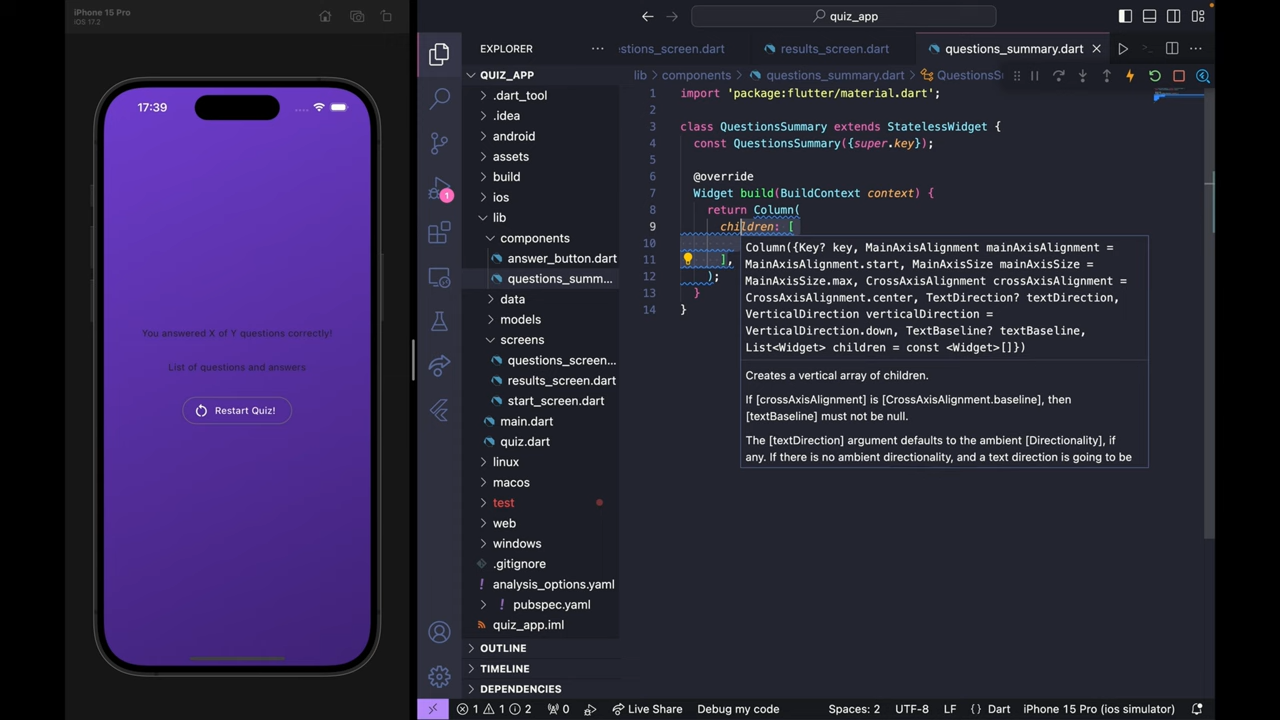 iPhone 15 Pro
iOS 17.2
17:39
You answered X of Y questions correctly!
List of questions and answers
Restart Quiz!
quiz_app
EXPLORER
estions_screen.dart
results_screen.dart
questions_summary.dart
lib
components
questions_summary.dart
QuestionsS
QUIZ_APP
.dart_tool
.idea
android
assets
build
ios
lib
components
answer_button.dart
questions_summ...
data
models
screens
questions_screen...
results_screen.dart
start_screen.dart
main.dart
quiz.dart
linux
macos
test
web
windows
.gitignore
analysis_options.yaml
pubspec.yaml
quiz_app.iml
OUTLINE
TIMELINE
DEPENDENCIES
1
1 import 'package:flutter/material.dart';
2
3 class QuestionsSummary extends StatelessWidget {
4 const QuestionsSummary({super.key});
5
6 @override
7 Widget build(BuildContext context) {
8 return Column(
9 children: [
10
11 ],
12 );
13 }
14 }
Column({Key? key, MainAxisAlignment mainAxisAlignment =
MainAxisAlignment.start, MainAxisSize mainAxisSize =
MainAxisSize.max, CrossAxisAlignment crossAxisAlignment =
CrossAxisAlignment.center, TextDirection? textDirection,
VerticalDirection verticalDirection =
VerticalDirection.down, TextBaseline? textBaseline,
List<Widget> children = const <Widget>[]})
Creates a vertical array of children.
If [crossAxisAlignment] is [CrossAxisAlignment.baseline], then
[textBaseline] must not be null.
The [textDirection] argument defaults to the ambient [Directionality], if
any. If there is no ambient directionality, and a text direction is going to be
1 1 2 0 Live Share Debug my code Spaces: 2 UTF-8 LF {} Dart iPhone 15 Pro (ios simulator)